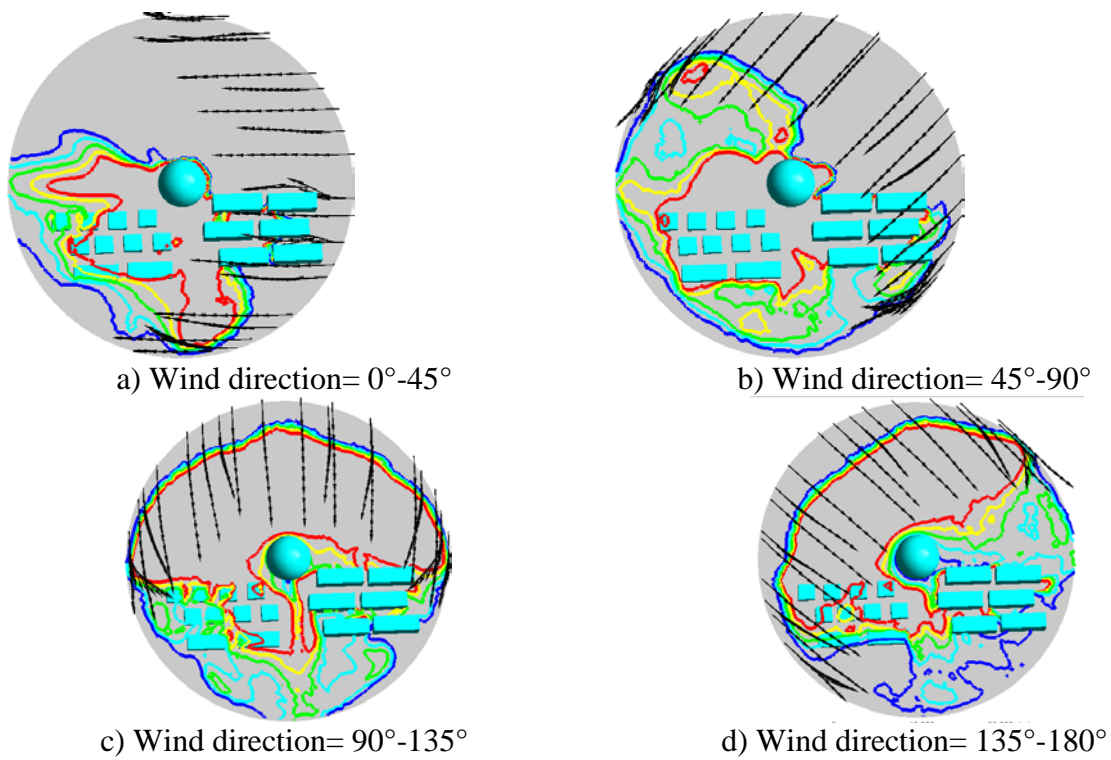 a) Wind direction= 0°-45°
b) Wind direction= 45°-90°
c) Wind direction= 90°-135°
d) Wind direction= 135°-180°